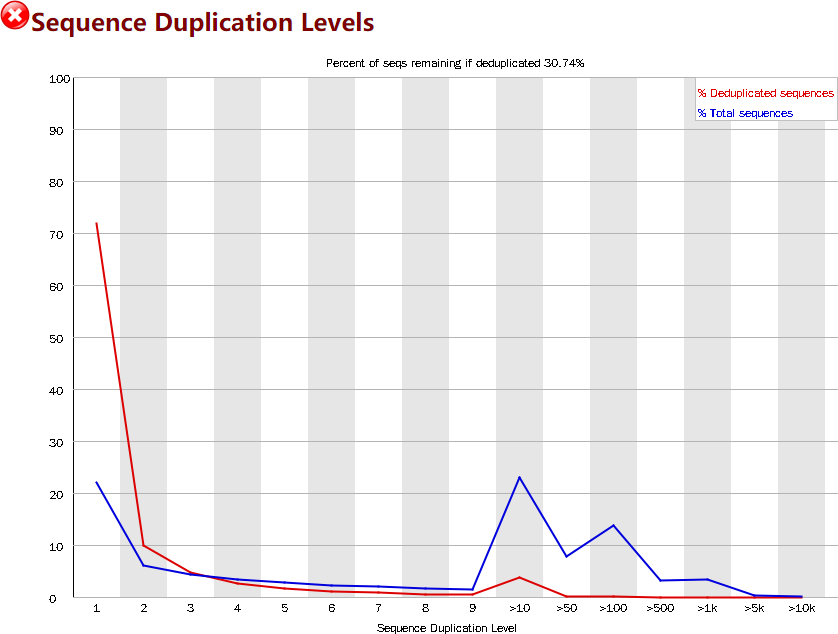 Sequence Duplication Levels
Percent of seqs remaining if deduplicated 30.74%
% Deduplicated sequences
% Total sequences
100
90
80
70
60
50
40
30
20
10
0
1 2 3 4 5 6 7 8 9 >10 >50 >100 >500 >1k >5k >10k
Sequence Duplication Level